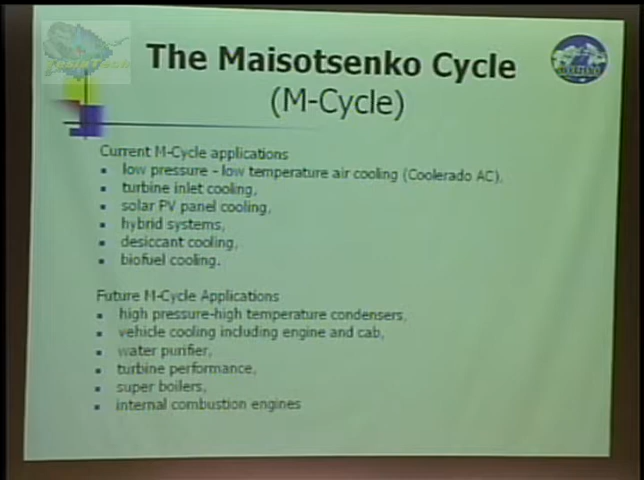 TeslaTech
The Maisotsenko Cycle
(M-Cycle)
Current M-Cycle applications
low pressure - low temperature air cooling (Coolerado AC),
turbine inlet cooling,
solar PV panel cooling,
hybrid systems,
desiccant cooling,
biofuel cooling.
Future M-Cycle Applications
high pressure-high temperature condensers,
vehicle cooling including engine and cab,
water purifier,
turbine performance,
super boilers,
internal combustion engines